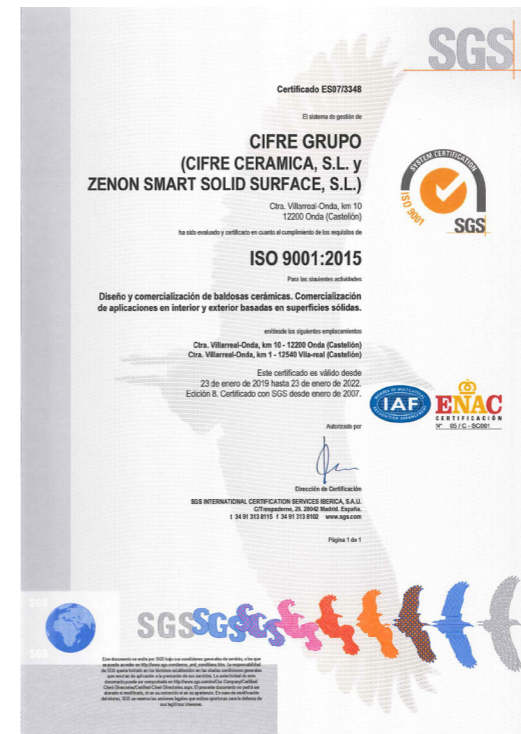 SGS
Certificado ES07/3348
El sistema de gestión de
CIFRE GRUPO
(CIFRE CERAMICA, S.L. y
ZENON SMART SOLID SURFACE, S.L.)
Ctra. Villarreal-Onda, km 10
12200 Onda (Castellón)
ha sido evaluado y certificado en cuanto al cumplimiento de los requisitos de
SYSTEM CERTIFICATION
ISO 9001
SGS
ISO 9001:2015
Para las siguientes actividades
Diseño y comercialización de baldosas cerámicas. Comercialización
de aplicaciones en interior y exterior basadas en superficies sólidas.
en/desde los siguientes emplazamientos
Ctra. Villarreal-Onda, km 10 - 12200 Onda (Castellón)
Ctra. Villarreal-Onda, km 1 - 12540 Vila-real (Castellón)
Este certificado es válido desde
23 de enero de 2019 hasta 23 de enero de 2022.
Edición 8. Certificado con SGS desde enero de 2007.
IAF
ENAC
CERTIFICACIÓN
Nº 05 / C - SC001
Autorizado por
Dirección de Certificación
SGS INTERNATIONAL CERTIFICATION SERVICES IBERICA, S.A.U.
C/Trespaderne, 29. 28042 Madrid. España.
t 34 91 313 8115 f 34 91 313 8102 www.sgs.com
Página 1 de 1
SGS
SGS SGS SGS
SGS